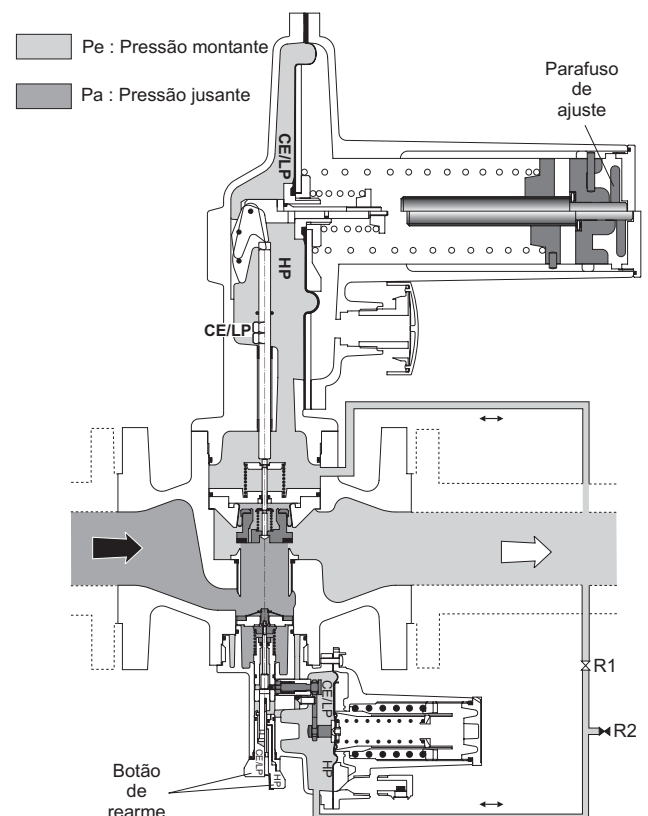 Pe : Pressão montante
Pa : Pressão jusante
Parafuso
de
ajuste
CE/LP
HP
CE/LP
R1
CE/LP
HP
R2
CE/LP
HP
Botão
de
rearme